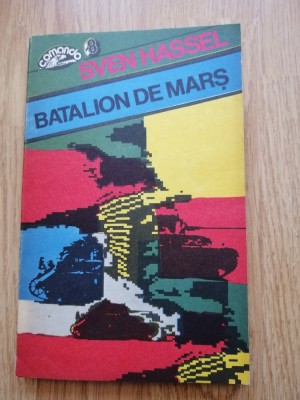 comando
SVEN HASSEL
BATALION DE MARȘ